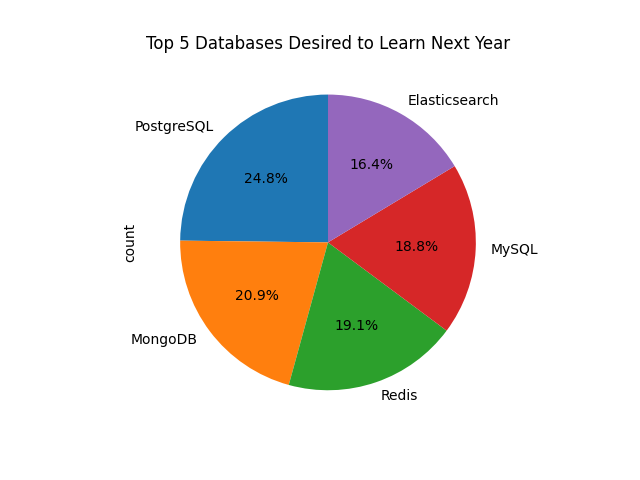 Top 5 Databases Desired to Learn Next Year
Elasticsearch
PostgreSQL
16.4%
24.8%
count
18.8%
MySQL
20.9%
19.1%
MongoDB
Redis